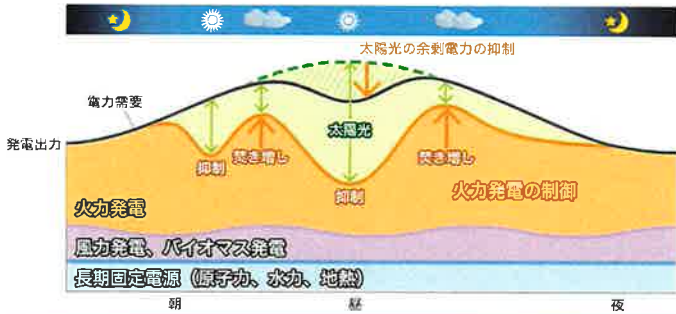 太陽光の余剰電力の抑制
電力需要
発電出力
太陽光
抑制
焚き増し
焚き増し
抑制
火力発電の制御
火力発電
風力発電、バイオマス発電
長期固定電源（原子力、水力、地熱）
朝
昼
夜